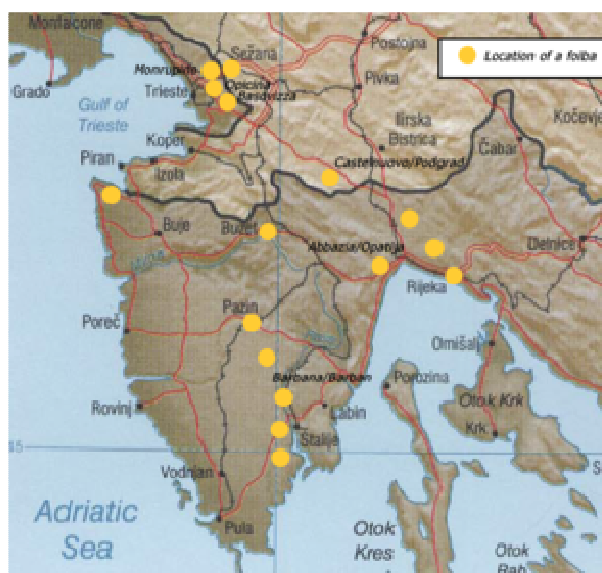 Monfalcone
Postojna
Sežana
Location of a foiba
Monrupino
Opicina
Grado
Trieste
Basovizza
Pivka
Gulf of
Trieste
Kočevje
Koper
Ilirska
Bistrica
Čabar
Piran
Izola
Castelnuovo/Podgrad
Buje
Buzet
Abbazia/Opatija
Delnice
Rijeka
Pazin
Poreč
Omišalj
Barbana/Barban
Porozina
Rovinj
Labin
Otok Krk
Krk
45
Vodnjan
Adriatic
Sea
Pula
Otok
Kres
Otok
Rab
S